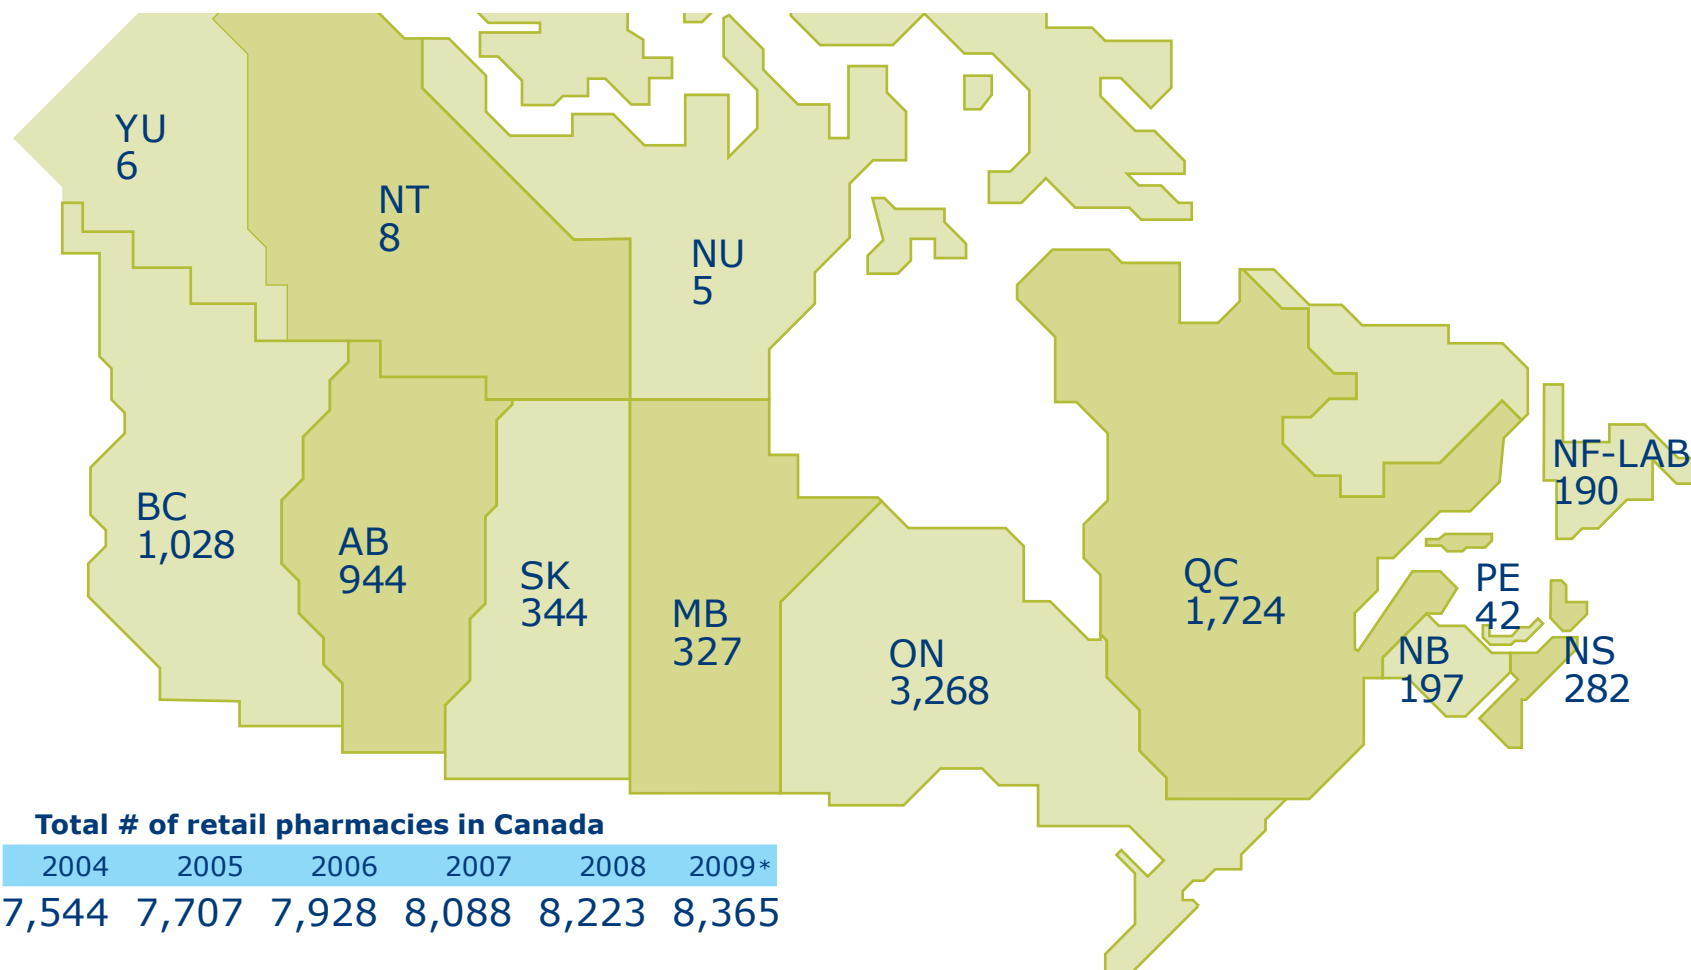 YU
6
NT
8
NU
5
BC
1,028
AB
944
SK
344
MB
327
ON
3,268
QC
1,724
NF-LAB
190
PE
42
NB
197
NS
282
Total # of retail pharmacies in Canada
2004 2005 2006 2007 2008 2009*
7,544 7,707 7,928 8,088 8,223 8,365